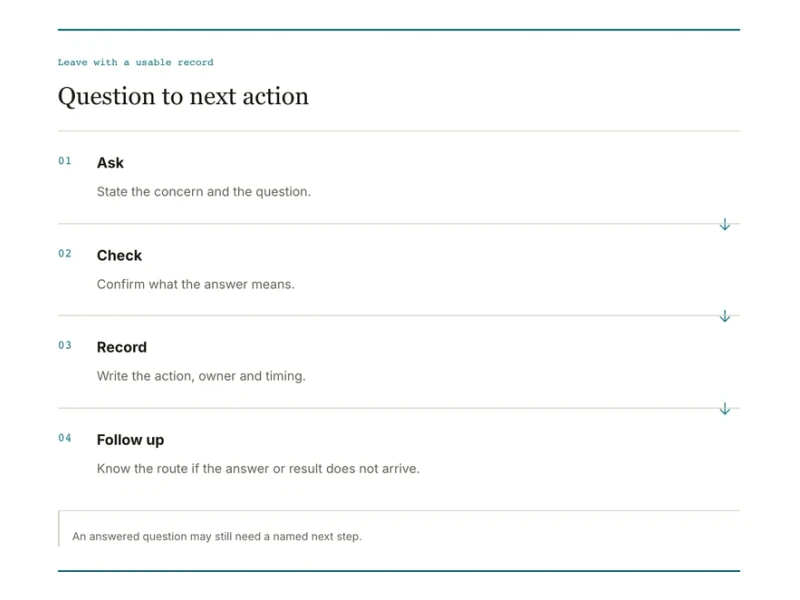 Leave with a usable record
Question to next action
01
Ask
State the concern and the question.
02
Check
Confirm what the answer means.
03
Record
Write the action, owner and timing.
04
Follow up
Know the route if the answer or result does not arrive.
An answered question may still need a named next step.